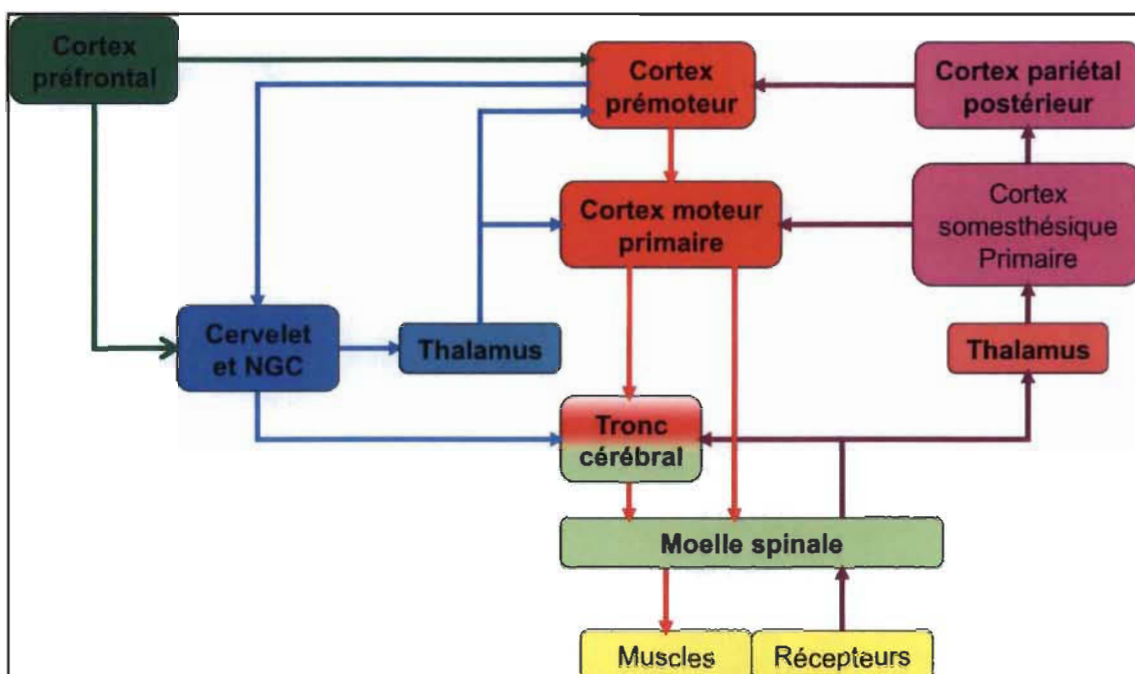 Cortex
préfrontal
Cortex
prémoteur
Cortex pariétal
postérieur
Cortex moteur
primaire
Cortex
somesthésique
Primaire
Cervelet
et NGC
Thalamus
Thalamus
Tronc
cérébral
Moelle spinale
Muscles
Récepteurs